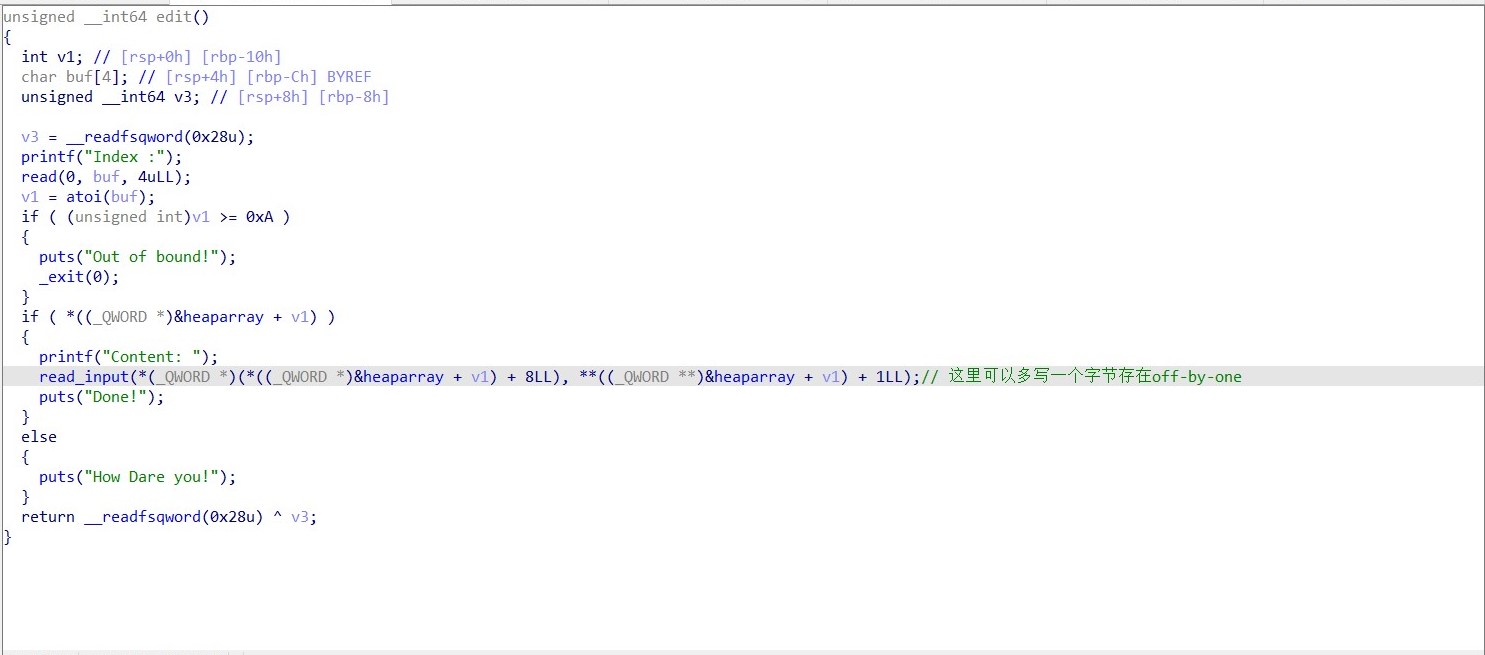 unsigned __int64 edit()
{
  int v1; // [rsp+0h] [rbp-10h]
  char buf[4]; // [rsp+4h] [rbp-Ch] BYREF
  unsigned __int64 v3; // [rsp+8h] [rbp-8h]

  v3 = __readfsqword(0x28u);
  printf("Index :");
  read(0, buf, 4uLL);
  v1 = atoi(buf);
  if ( (unsigned int)v1 >= 0xA )
  {
    puts("Out of bound!");
    _exit(0);
  }
  if ( *((_QWORD *)&heaparray + v1) )
  {
    printf("Content: ");
    read_input(*(_QWORD *)(*((_QWORD *)&heaparray + v1) + 8LL), **((_QWORD **)&heaparray + v1) + 1LL);// 这里可以多写一个字节存在off-by-one
    puts("Done!");
  }
  else
  {
    puts("How Dare you!");
  }
  return __readfsqword(0x28u) ^ v3;
}